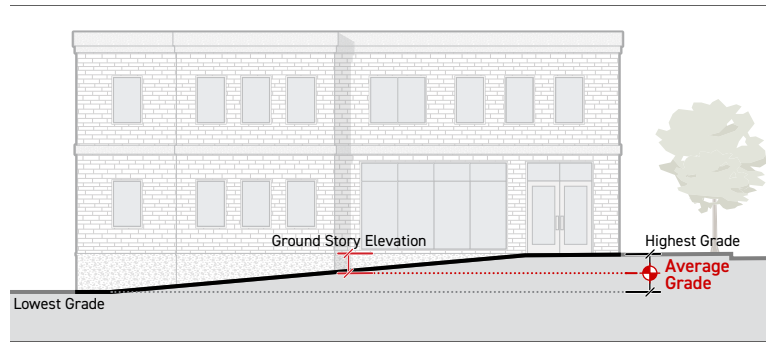 Ground Story Elevation
Highest Grade
Average
Grade
Lowest Grade